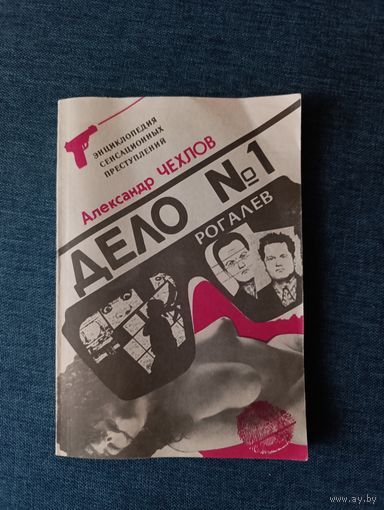 ЭНЦИКЛОПЕДИЯ
СЕНСАЦИОННЫХ
ПРЕСТУПЛЕНИЙ
Александр ЧЕХЛОВ
ДЕЛО №1
РОГАЛЕВ
www.ay.by